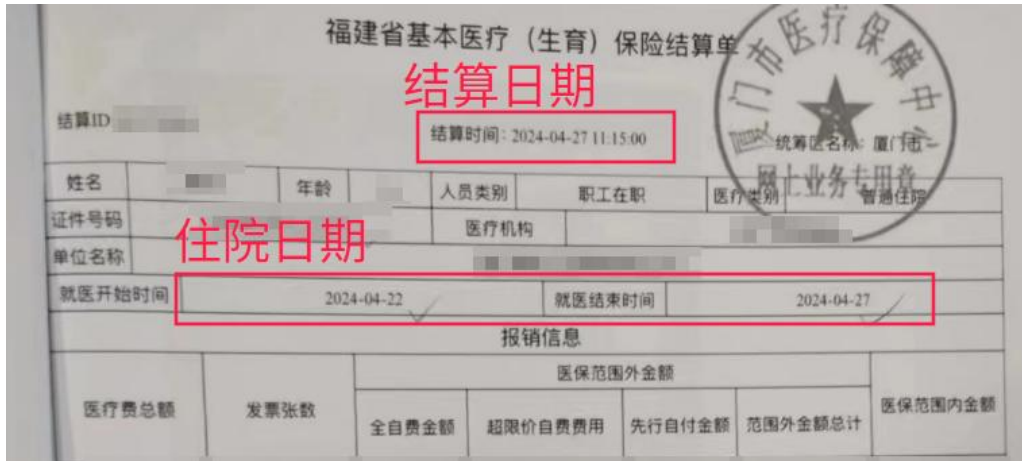 福建省基本医疗（生育）保险结算单
厦门市医疗保障中心
网上业务专用章
结算日期
结算ID
结算时间：2024-04-27 11:15:00
统筹区名称：厦门市
姓名 年龄 人员类别 职工在职 医疗类别 普通住院
证件号码 医疗机构
住院日期
单位名称
就医开始时间 2024-04-22 就医结束时间 2024-04-27
报销信息
医疗费总额 发票张数 医保范围外金额 医保范围内金额
全自费金额 超限价自费费用 先行自付金额 范围外金额总计